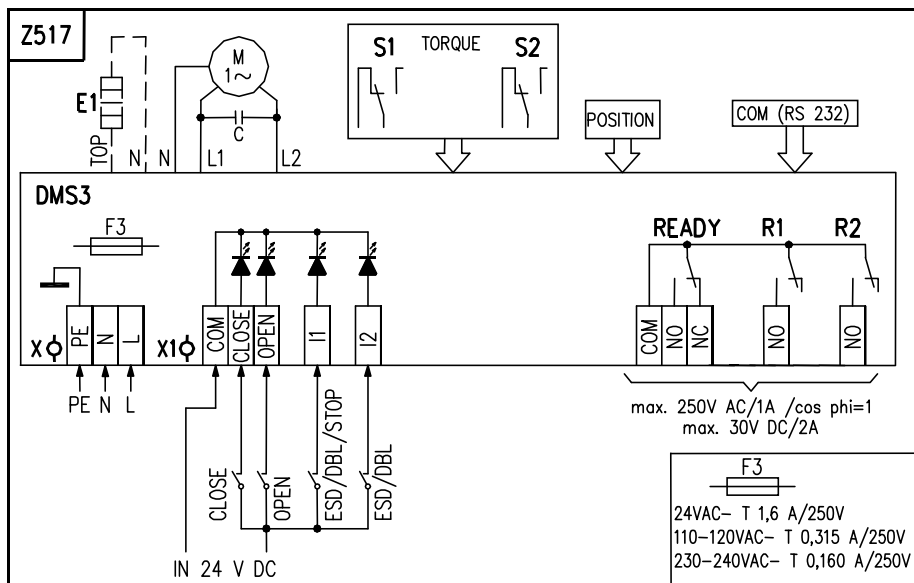 Z517
E1
TOP
N
N
M
1~
C
L1
L2
S1
TORQUE
S2
POSITION
COM (RS 232)
DMS3
F3
READY
R1
R2
X
PE
N
L
X1
COM
CLOSE
OPEN
I1
I2
COM
NO
NC
NO
NO
PE N L
max. 250V AC/1A /cos phi=1
max. 30V DC/2A
CLOSE
OPEN
ESD/DBL/STOP
ESD/DBL
IN 24 V DC
F3
24VAC- T 1,6 A/250V
110-120VAC- T 0,315 A/250V
230-240VAC- T 0,160 A/250V